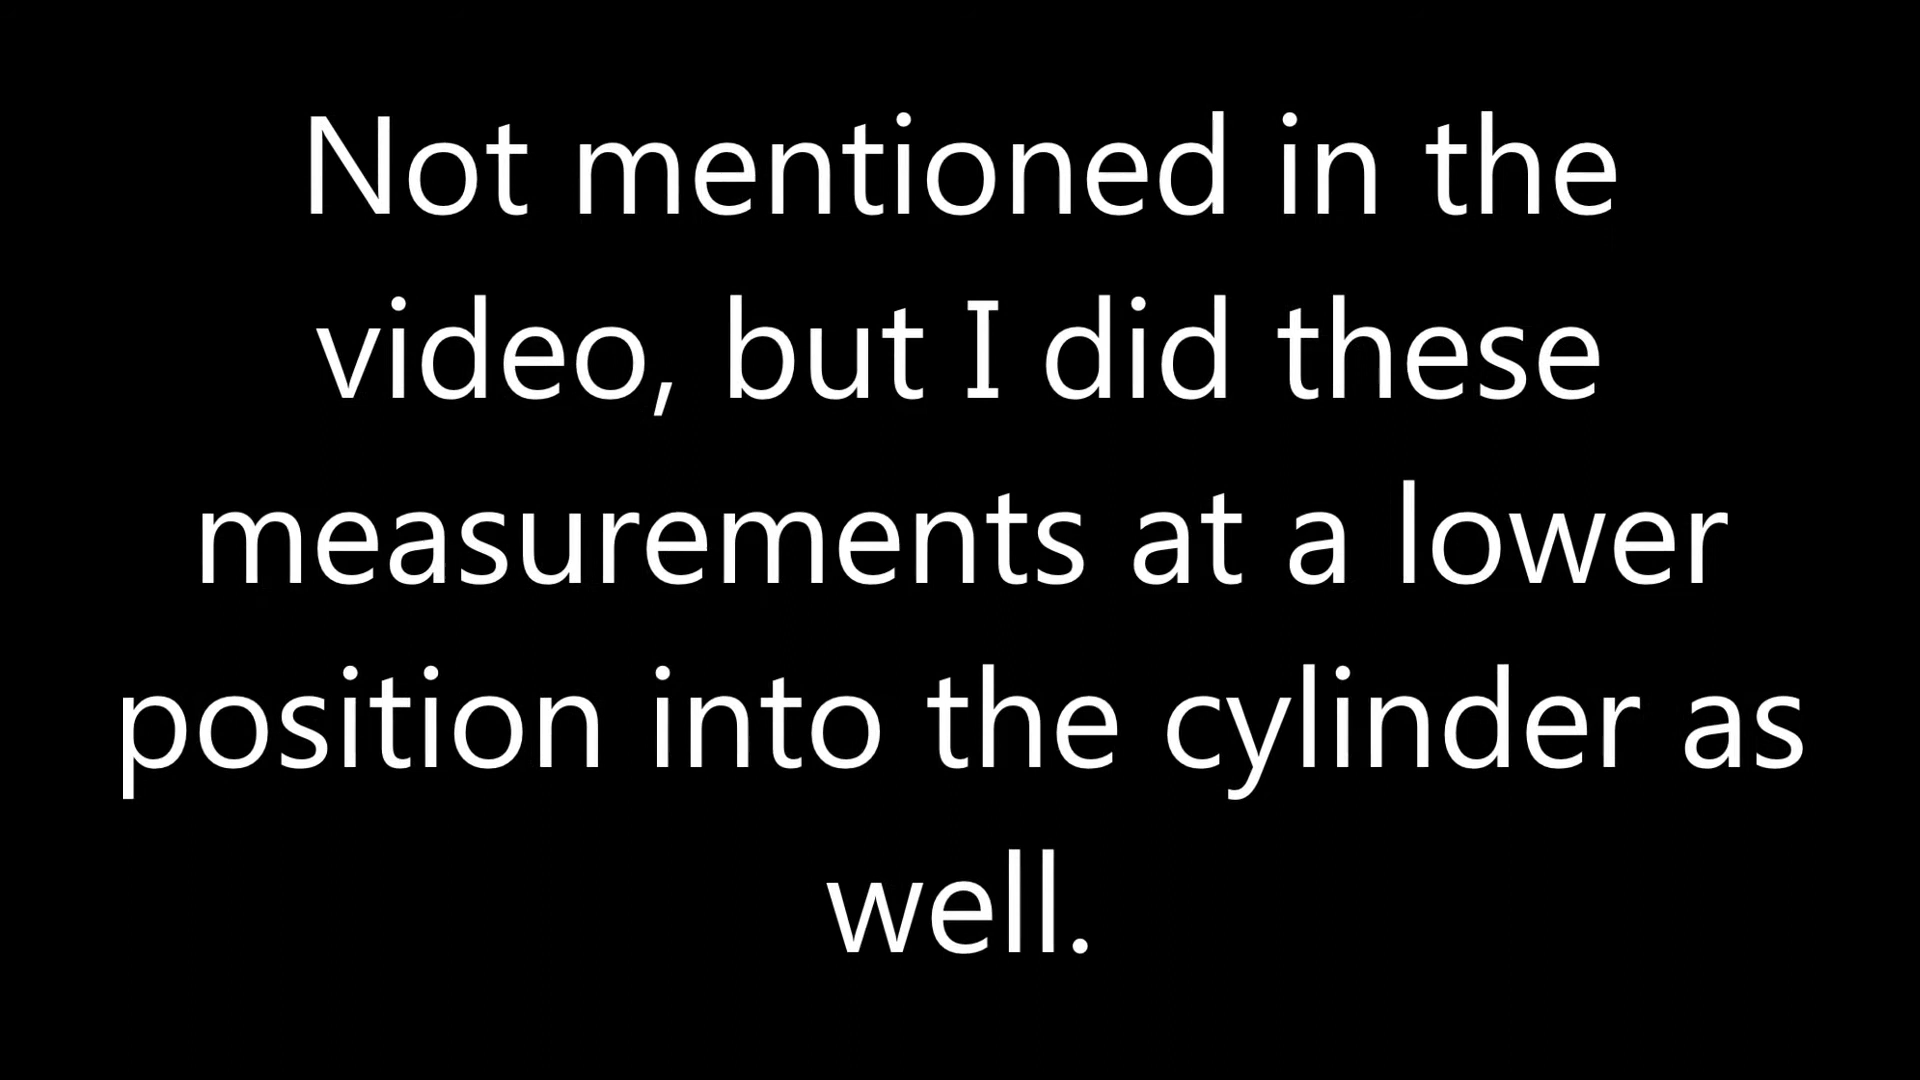 Not mentioned in the
video, but I did these
measurements at a lower
position into the cylinder as
well.